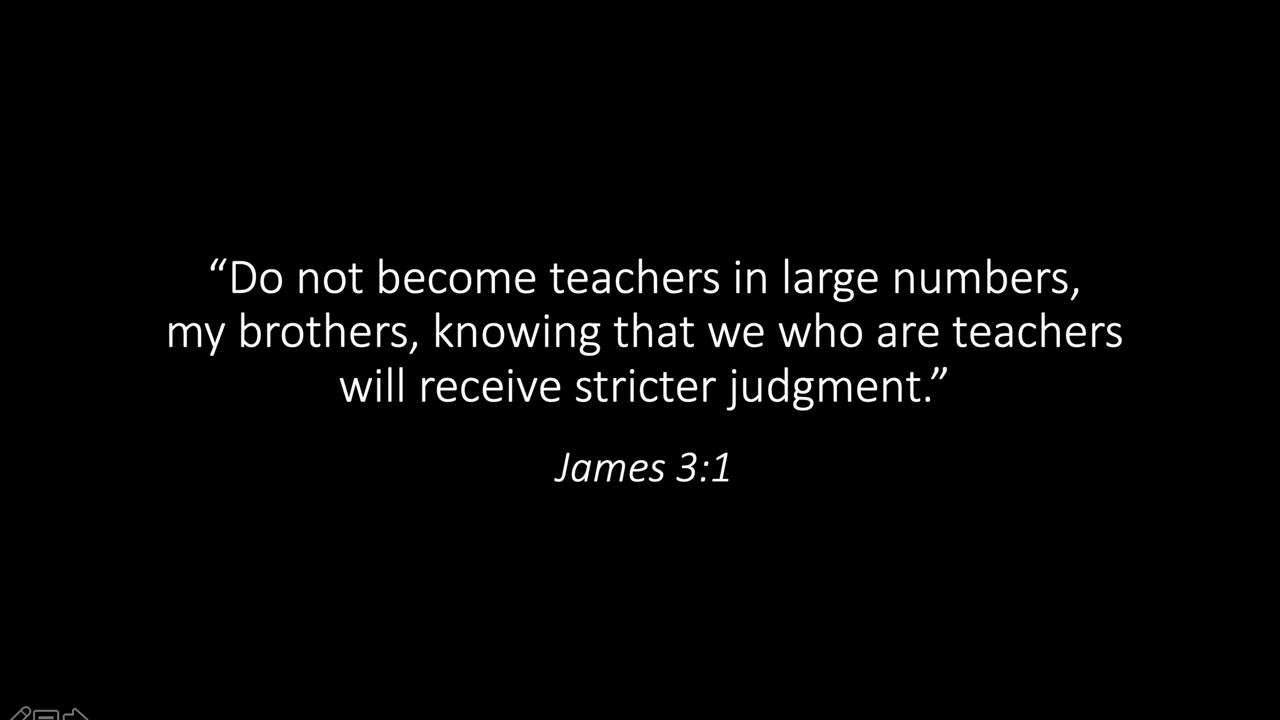 “Do not become teachers in large numbers,
my brothers, knowing that we who are teachers
will receive stricter judgment.”
James 3:1